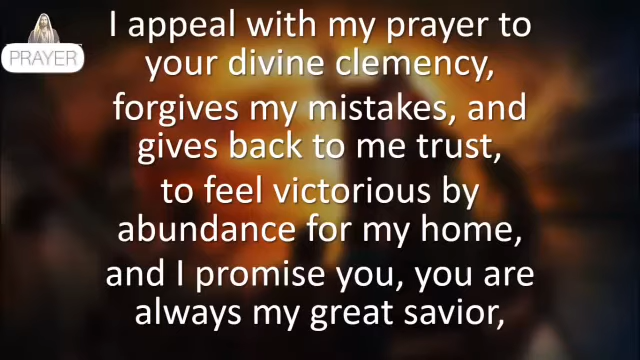 PRAYER
I appeal with my prayer to
your divine clemency,
forgives my mistakes, and
gives back to me trust,
to feel victorious by
abundance for my home,
and I promise you, you are
always my great savior,